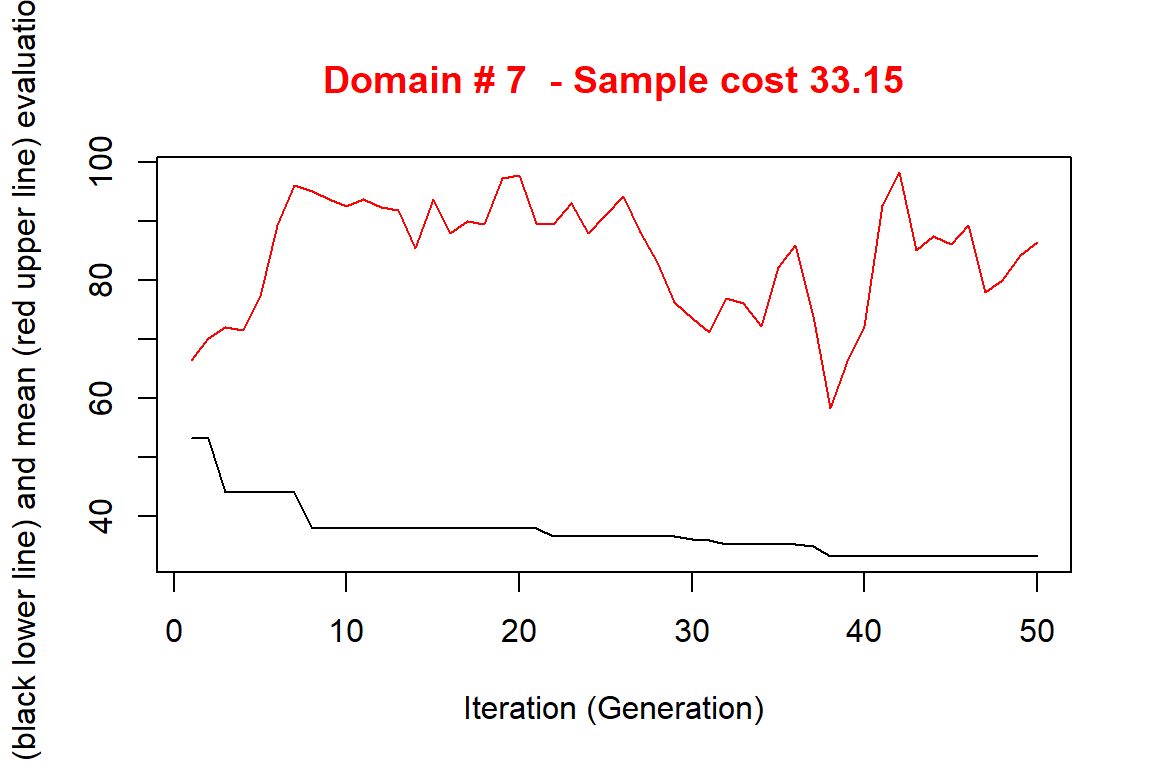 Domain # 7  - Sample cost 33.15
(black lower line) and mean (red upper line) evaluatio
100
80
60
40
0 10 20 30 40 50
Iteration (Generation)